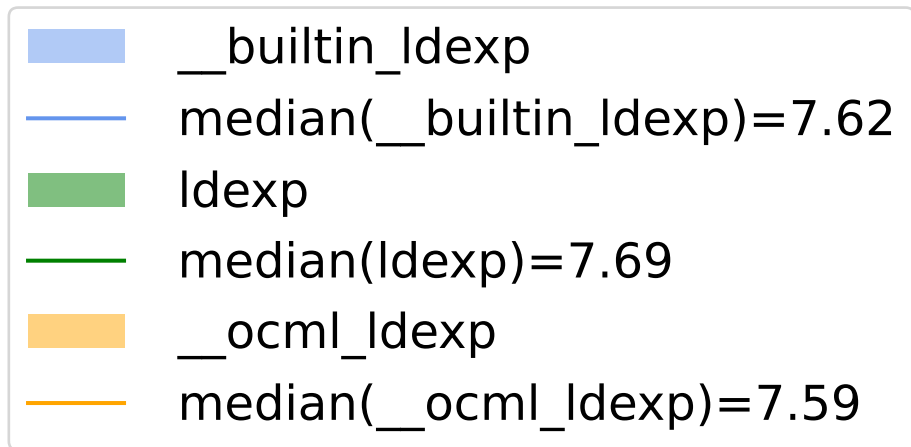 __builtin_ldexp
median(__builtin_ldexp)=7.62
ldexp
median(ldexp)=7.69
__ocml_ldexp
median(__ocml_ldexp)=7.59